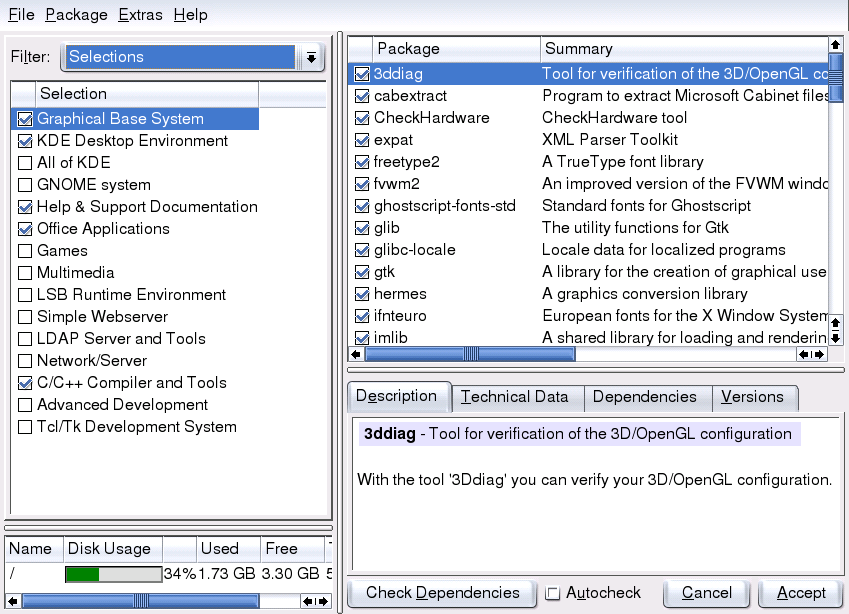 File Package Extras Help
Filter: Selections
Selection
Graphical Base System
KDE Desktop Environment
All of KDE
GNOME system
Help & Support Documentation
Office Applications
Games
Multimedia
LSB Runtime Environment
Simple Webserver
LDAP Server and Tools
Network/Server
C/C++ Compiler and Tools
Advanced Development
Tcl/Tk Development System
Name Disk Usage Used Free
/ 34% 1.73 GB 3.30 GB
Package Summary
3ddiag Tool for verification of the 3D/OpenGL
cabextract Program to extract Microsoft Cabinet files
CheckHardware CheckHardware tool
expat XML Parser Toolkit
freetype2 A TrueType font library
fvwm2 An improved version of the FVWM
ghostscript-fonts-std Standard fonts for Ghostscript
glib The utility functions for Gtk
glibc-locale Locale data for localized programs
gtk A library for the creation of graphical use
hermes A graphics conversion library
ifnteuro European fonts for the X Window System
imlib A shared library for loading and renderin
Description Technical Data Dependencies Versions
3ddiag - Tool for verification of the 3D/OpenGL configuration
With the tool '3Ddiag' you can verify your 3D/OpenGL configuration.
Check Dependencies Autocheck Cancel Accept